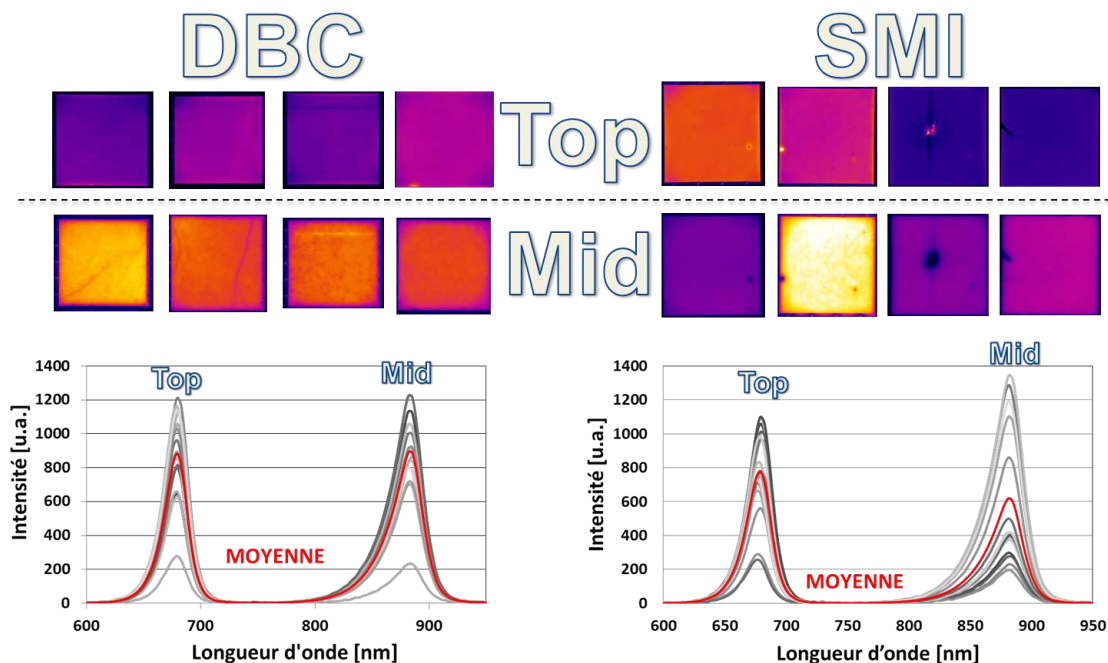 DBC
SMI
Top
Mid
1400
1200
1000
800
600
400
200
0
Intensité [u.a.]
Top
Mid
MOYENNE
600
700
800
900
Longueur d'onde [nm]
1400
1200
1000
800
600
400
200
0
Intensité [u.a.]
Top
Mid
MOYENNE
600
650
700
750
800
850
900
950
Longueur d’onde [nm]